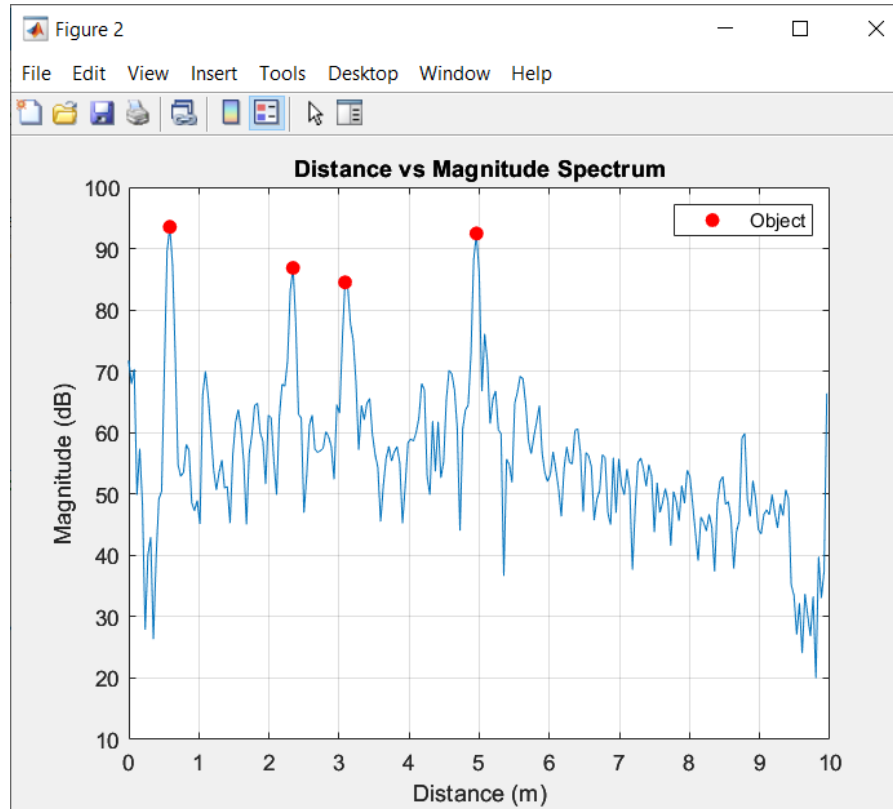 Figure 2
File Edit View Insert Tools Desktop Window Help
Distance vs Magnitude Spectrum
Object
100
90
80
70
60
50
40
30
20
10
Magnitude (dB)
0 1 2 3 4 5 6 7 8 9 10
Distance (m)